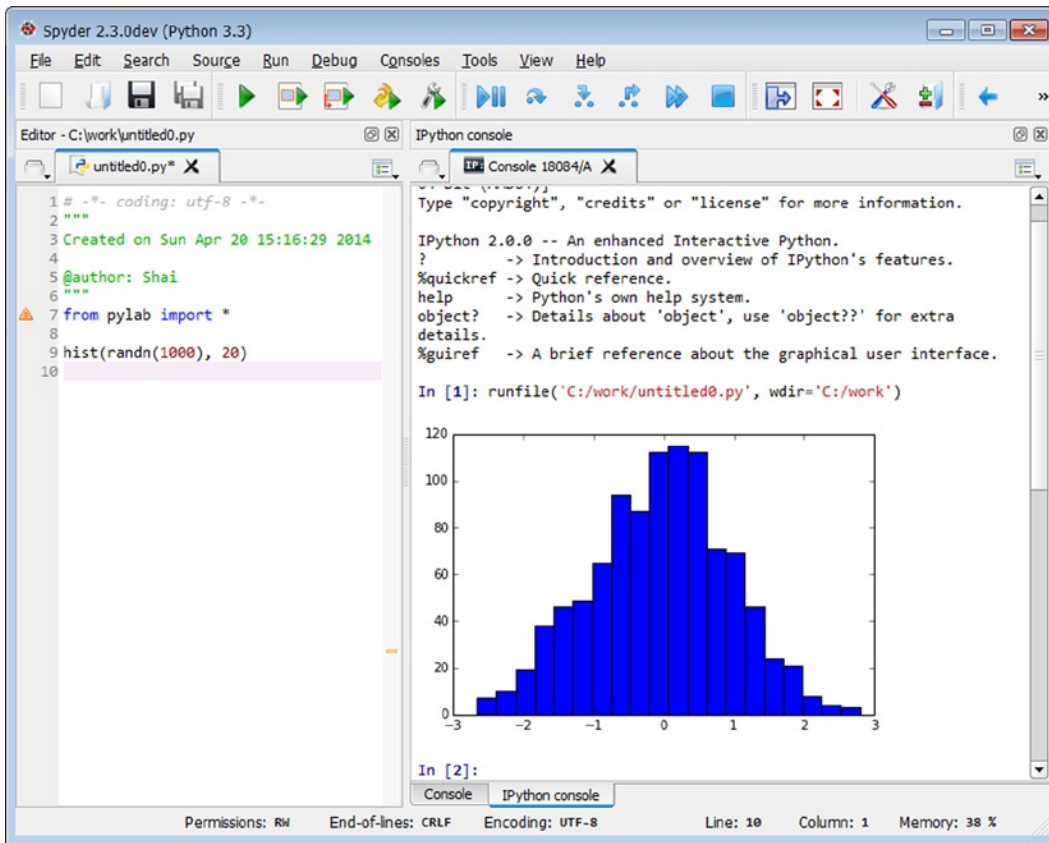 Spyder 2.3.0dev (Python 3.3)
File Edit Search Source Run Debug Consoles Tools View Help
Editor - C:\work\untitled0.py
untitled0.py*
1 # -*- coding: utf-8 -*-
2 """
3 Created on Sun Apr 20 15:16:29 2014
4
5 @author: Shai
6 """
7 from pylab import *
8
9 hist(randn(1000), 20)
10
IPython console
IP: Console 18084/A
Type "copyright", "credits" or "license" for more information.
IPython 2.0.0 -- An enhanced Interactive Python.
? -> Introduction and overview of IPython's features.
%quickref -> Quick reference.
help -> Python's own help system.
object? -> Details about 'object', use 'object??' for extra
details.
%guiref -> A brief reference about the graphical user interface.
In [1]: runfile('C:/work/untitled0.py', wdir='C:/work')
120
100
80
60
40
20
0
-3 -2 -1 0 1 2 3
In [2]:
Console IPython console
Permissions: RW End-of-lines: CRLF Encoding: UTF-8 Line: 10 Column: 1 Memory: 38 %